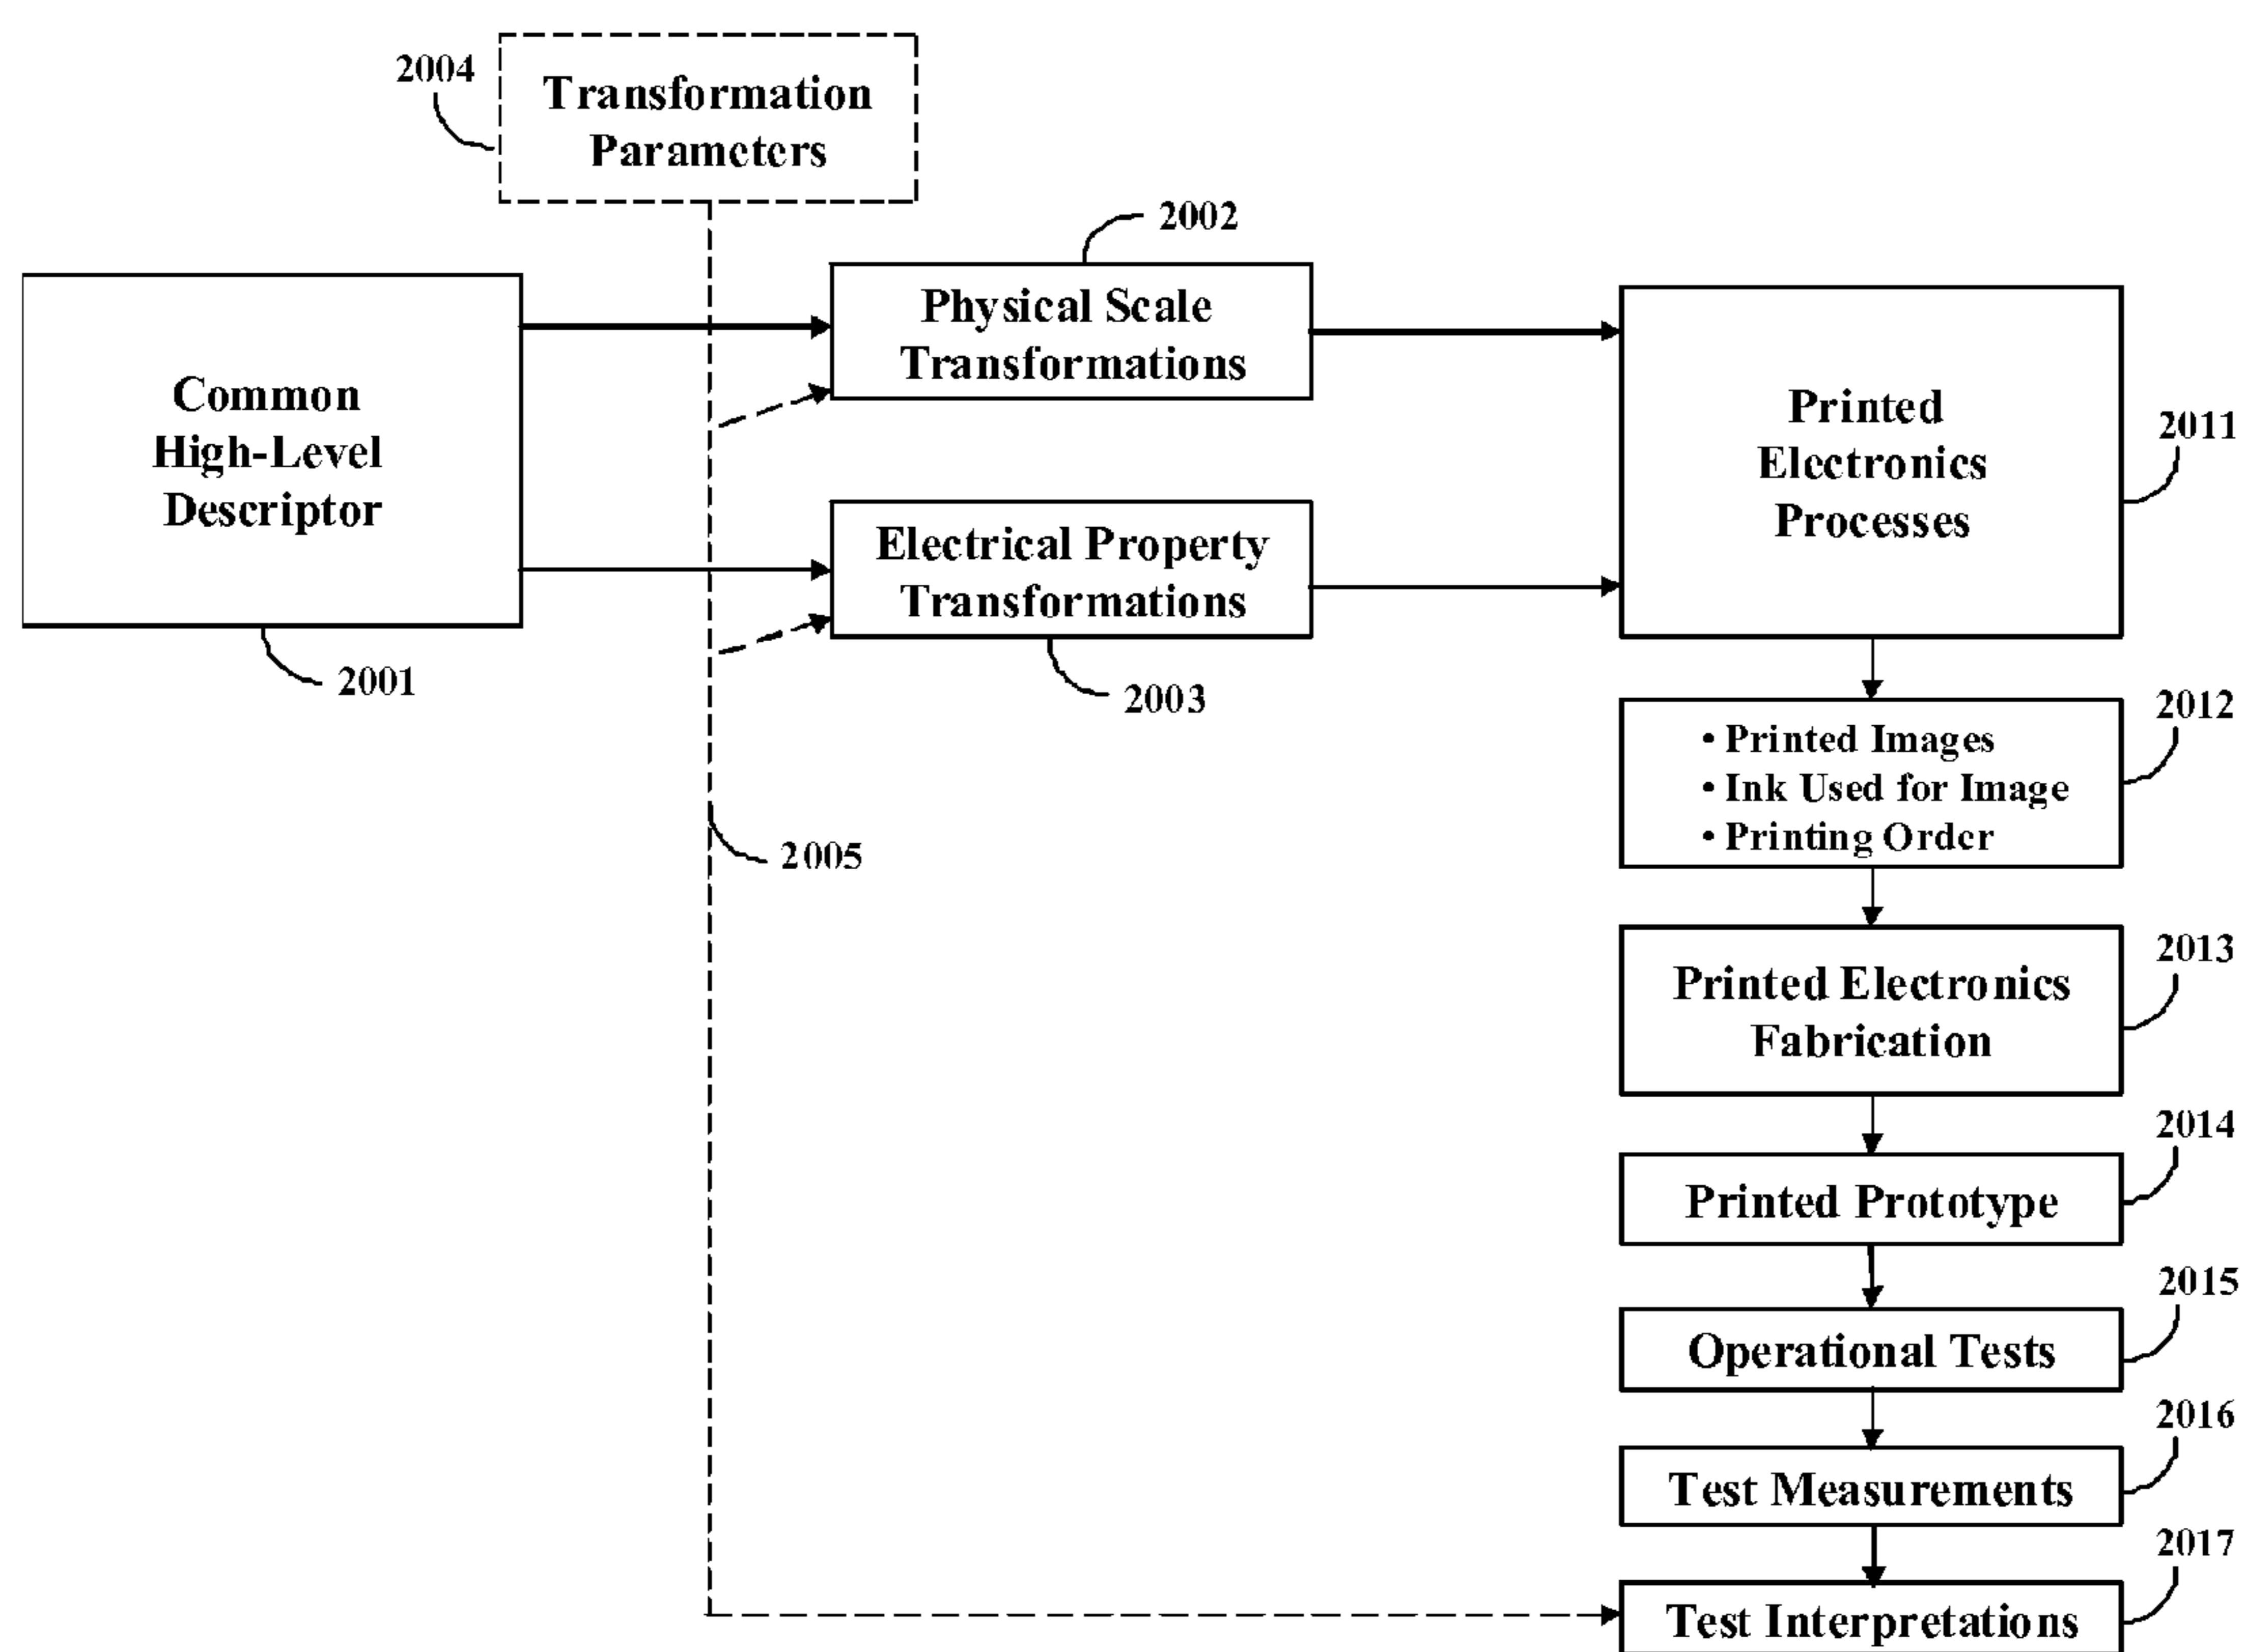 2004
Transformation
Parameters
2002
Common
High-Level
Descriptor
2001
Physical Scale
Transformations
Electrical Property
Transformations
2003
2005
Printed
Electronics
Processes
2011
• Printed Images
• Ink Used for Image
• Printing Order
2012
Printed Electronics
Fabrication
2013
Printed Prototype
2014
Operational Tests
2015
Test Measurements
2016
Test Interpretations
2017